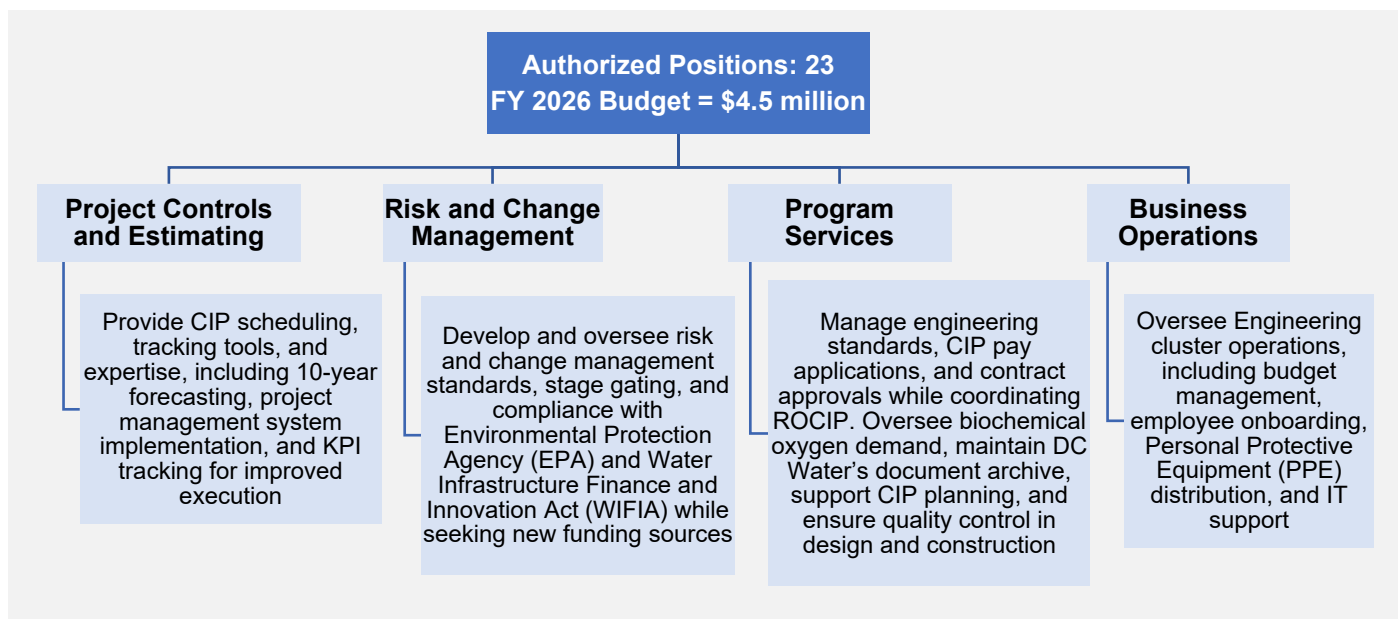 Authorized Positions: 23
FY 2026 Budget = $4.5 million
Project Controls
and Estimating
Provide CIP scheduling,
tracking tools, and
expertise, including 10-year
forecasting, project
management system
implementation, and KPI
tracking for improved
execution
Risk and Change
Management
Develop and oversee risk
and change management
standards, stage gating, and
compliance with
Environmental Protection
Agency (EPA) and Water
Infrastructure Finance and
Innovation Act (WIFIA) while
seeking new funding sources
Program
Services
Manage engineering
standards, CIP pay
applications, and contract
approvals while coordinating
ROCIP. Oversee biochemical
oxygen demand, maintain DC
Water's document archive,
support CIP planning, and
ensure quality control in
design and construction
Business
Operations
Oversee Engineering
cluster operations,
including budget
management,
employee onboarding,
Personal Protective
Equipment (PPE)
distribution, and IT
support